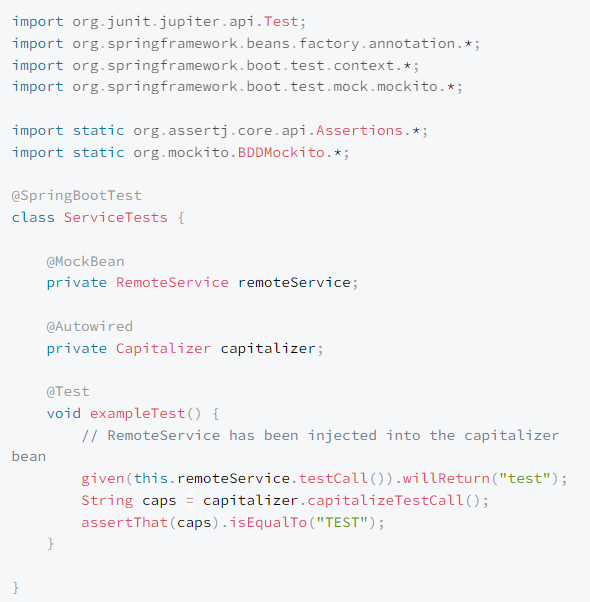 import org.junit.jupiter.api.Test;
import org.springframework.beans.factory.annotation.*;
import org.springframework.boot.test.context.*;
import org.springframework.boot.test.mock.mockito.*;

import static org.assertj.core.api.Assertions.*;
import static org.mockito.BDDMockito.*;

@SpringBootTest
class ServiceTests {

    @MockBean
    private RemoteService remoteService;

    @Autowired
    private Capitalizer capitalizer;

    @Test
    void exampleTest() {
        // RemoteService has been injected into the capitalizer
bean
        given(this.remoteService.testCall()).willReturn("test");
        String caps = capitalizer.capitalizeTestCall();
        assertThat(caps).isEqualTo("TEST");
    }

}